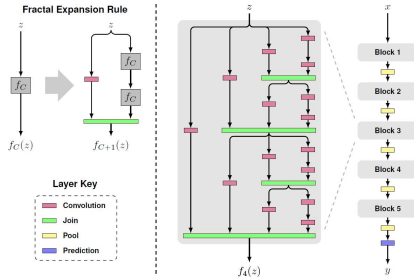 Fractal Expansion Rule
z
f_C
f_C(z)
z
f_C
f_C
f_{C+1}(z)
Layer Key
Convolution
Join
Pool
Prediction
z
f_4(z)
x
Block 1
Block 2
Block 3
Block 4
Block 5
y